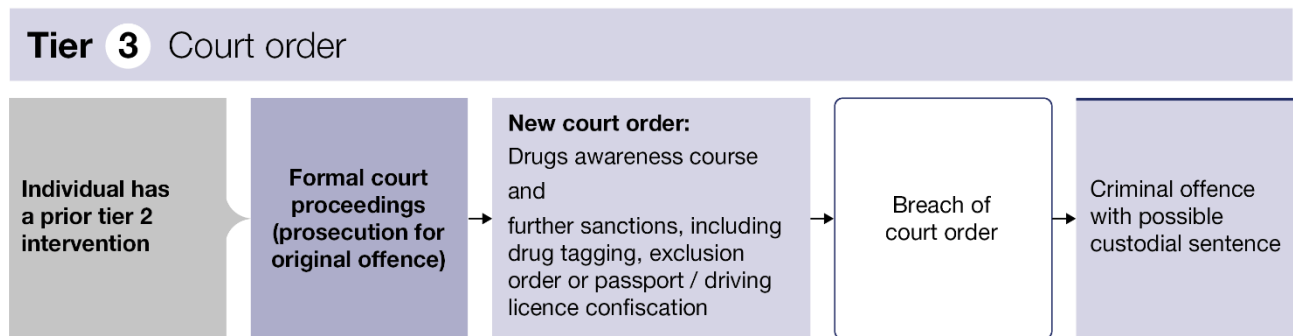 Tier 3 Court order
Individual has
a prior tier 2
intervention
Formal court
proceedings
(prosecution for
original offence)
New court order:
Drugs awareness course
and
further sanctions, including
drug tagging, exclusion
order or passport / driving
licence confiscation
Breach of
court order
Criminal offence
with possible
custodial sentence